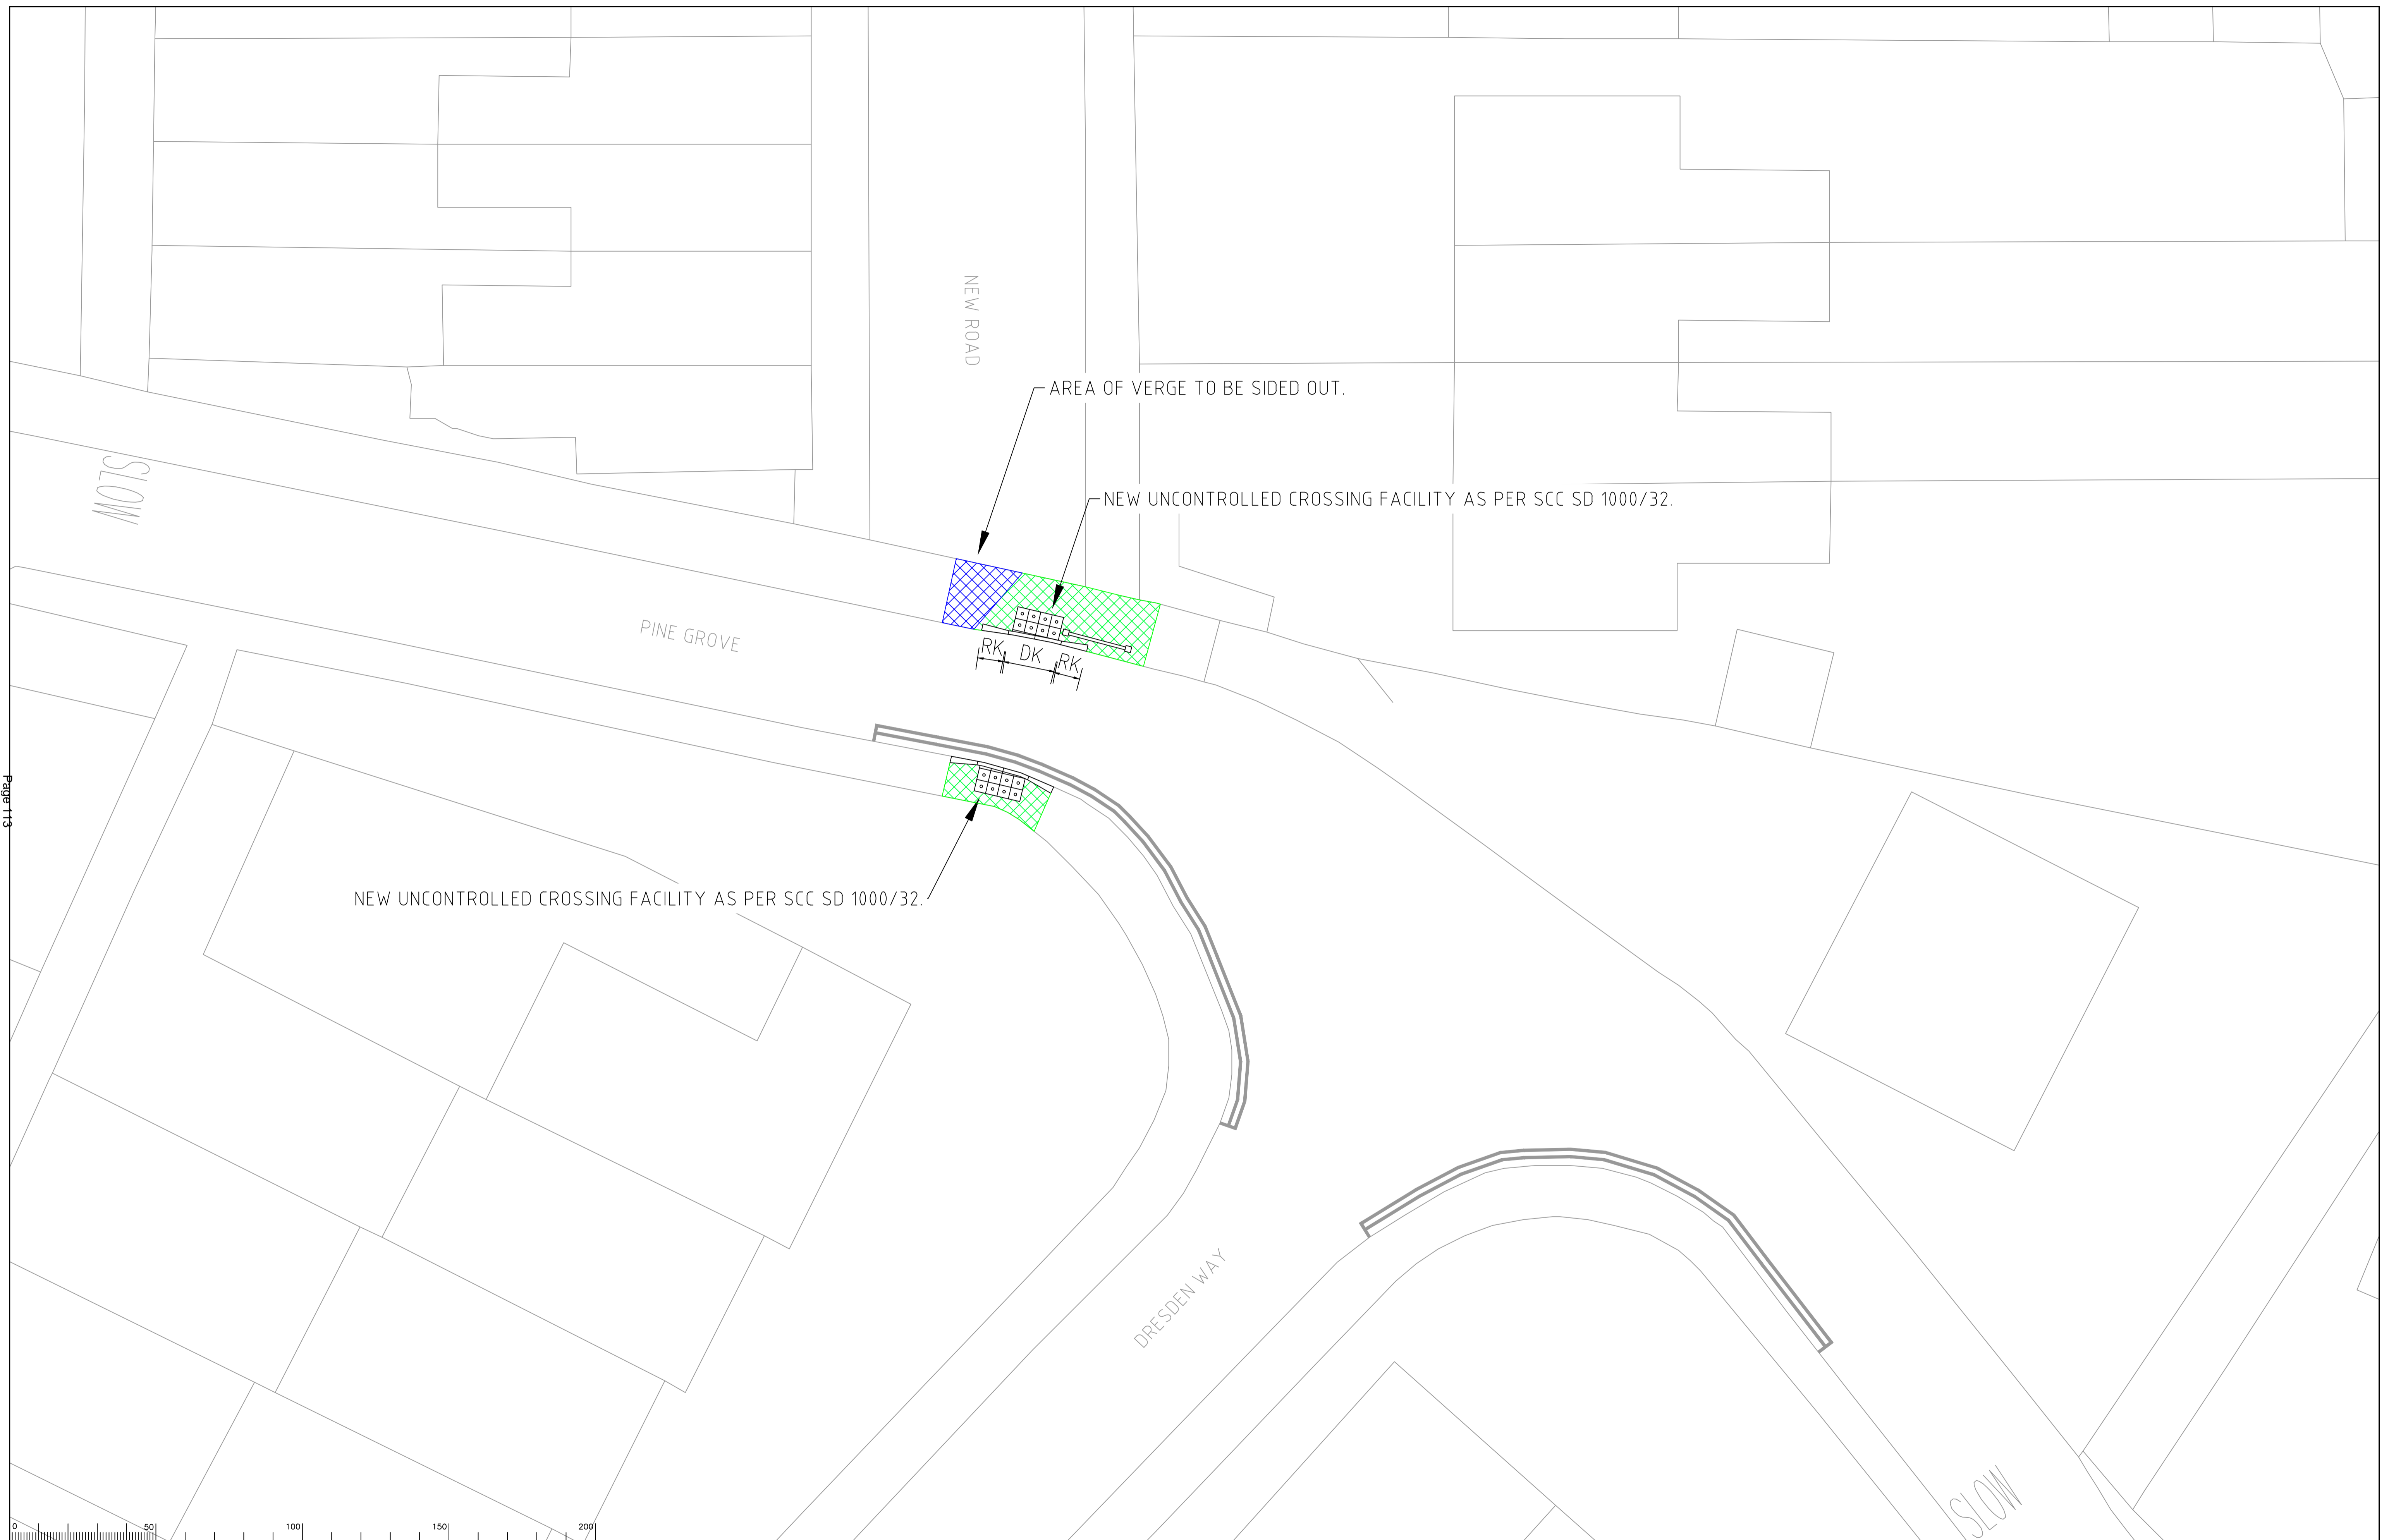 NEW ROAD
AREA OF VERGE TO BE SIDED OUT.
SLOW
NEW UNCONTROLLED CROSSING FACILITY AS PER SCC SD 1000/32.
PINE GROVE
RK DK RK
Page 113
NEW UNCONTROLLED CROSSING FACILITY AS PER SCC SD 1000/32.
DRESDEN WAY
SLOW
0 50 100 150 200